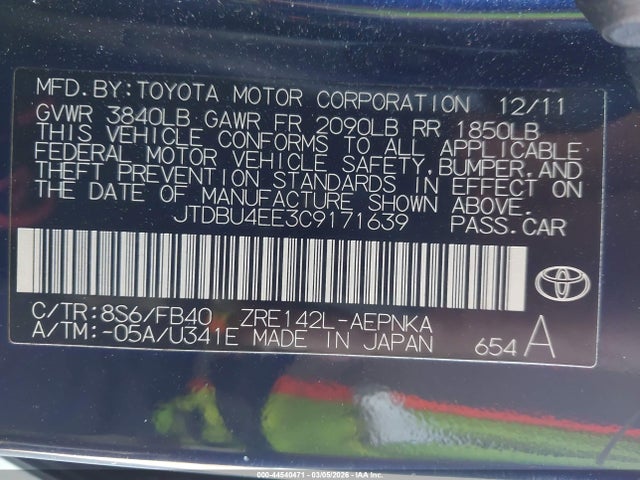 MFD. BY: TOYOTA MOTOR CORPORATION 12/11
GVWR 3840LB GAWR FR 2090LB RR 1850LB
THIS VEHICLE CONFORMS TO ALL APPLICABLE
FEDERAL MOTOR VEHICLE SAFETY, BUMPER, AND
THEFT PREVENTION STANDARDS IN EFFECT ON
THE DATE OF MANUFACTURE SHOWN ABOVE.
JTDBU4EE3C9171639 PASS. CAR
C/TR: 8S6/FB40 ZRE142L-AEPNKA
A/TM: -05A/U341E MADE IN JAPAN 654 A
000-44540471 - 03/05/2026 - IAA Inc.